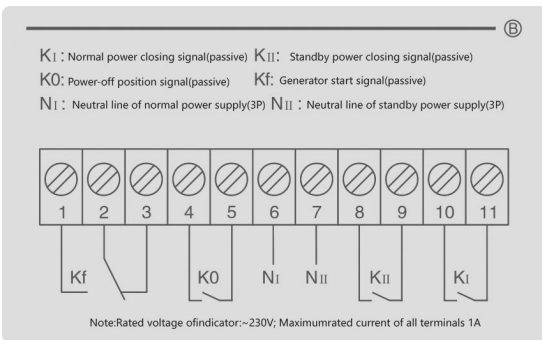 Ⓑ
KⅠ: Normal power closing signal(passive) KⅡ: Standby power closing signal(passive)
K0: Power-off position signal(passive) Kf: Generator start signal(passive)
NⅠ: Neutral line of normal power supply(3P) NⅡ: Neutral line of standby power supply(3P)
1 2 3 4 5 6 7 8 9 10 11
Kf K0 NⅠ NⅡ KⅡ KⅠ
Note:Rated voltage ofindicator:~230V; Maximumrated current of all terminals 1A